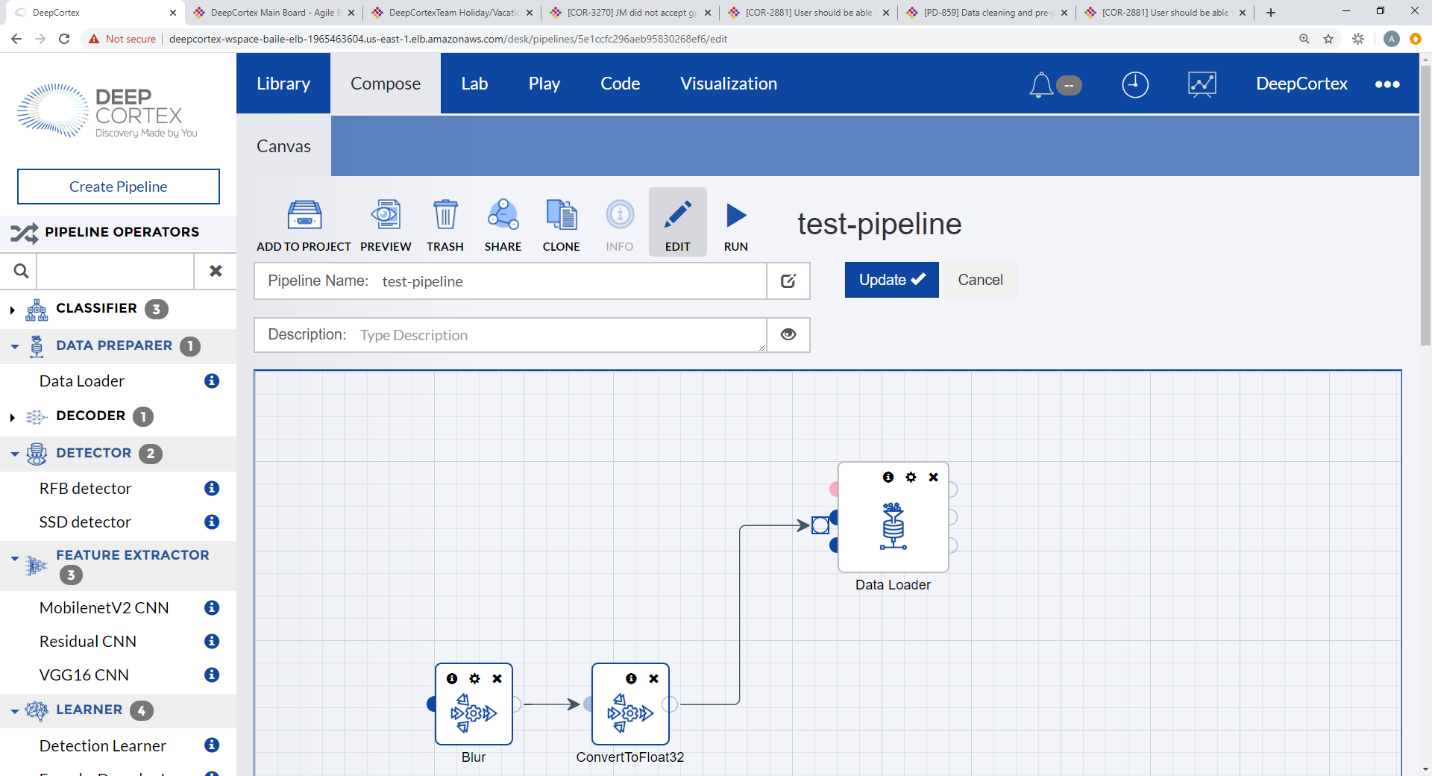 DeepCortex
DeepCortex Main Board - Agile B
DeepCortexTeam Holiday/Vacati
[COR-3270] JM did not accept gp
[COR-2881] User should be able
[PD-859] Data cleaning and pre-p
[COR-2881] User should be able
Not secure
deepcortex-wspace-baile-elb-1965463604.us-east-1.elb.amazonaws.com/desk/pipelines/5e1ccfc296aeb95830268ef6/edit
A
DEEP
CORTEX
Discovery Made by You
Library
Compose
Lab
Play
Code
Visualization
--
DeepCortex
Canvas
Create Pipeline
PIPELINE OPERATORS
ADD TO PROJECT
PREVIEW
TRASH
SHARE
CLONE
INFO
EDIT
RUN
test-pipeline
Pipeline Name: test-pipeline
Update
Cancel
Description: Type Description
CLASSIFIER 3
DATA PREPARER 1
Data Loader
DECODER 1
DETECTOR 2
RFB detector
SSD detector
FEATURE EXTRACTOR
3
MobilenetV2 CNN
Residual CNN
VGG16 CNN
LEARNER 4
Detection Learner
Data Loader
Blur
ConvertToFloat32